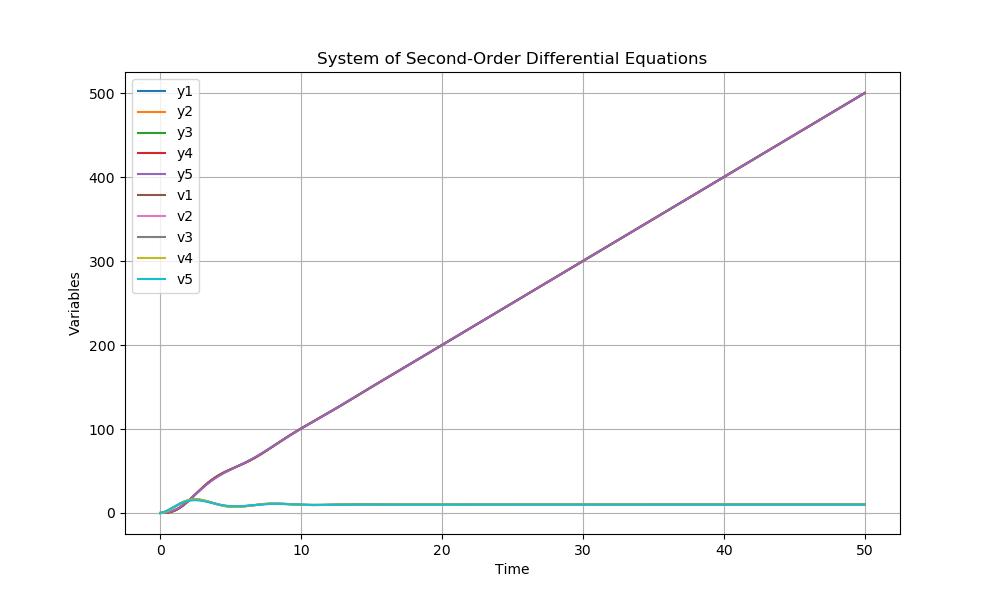 System of Second-Order Differential Equations
500
400
300
200
100
0
Variables
y1
y2
y3
y4
y5
v1
v2
v3
v4
v5
0 10 20 30 40 50
Time